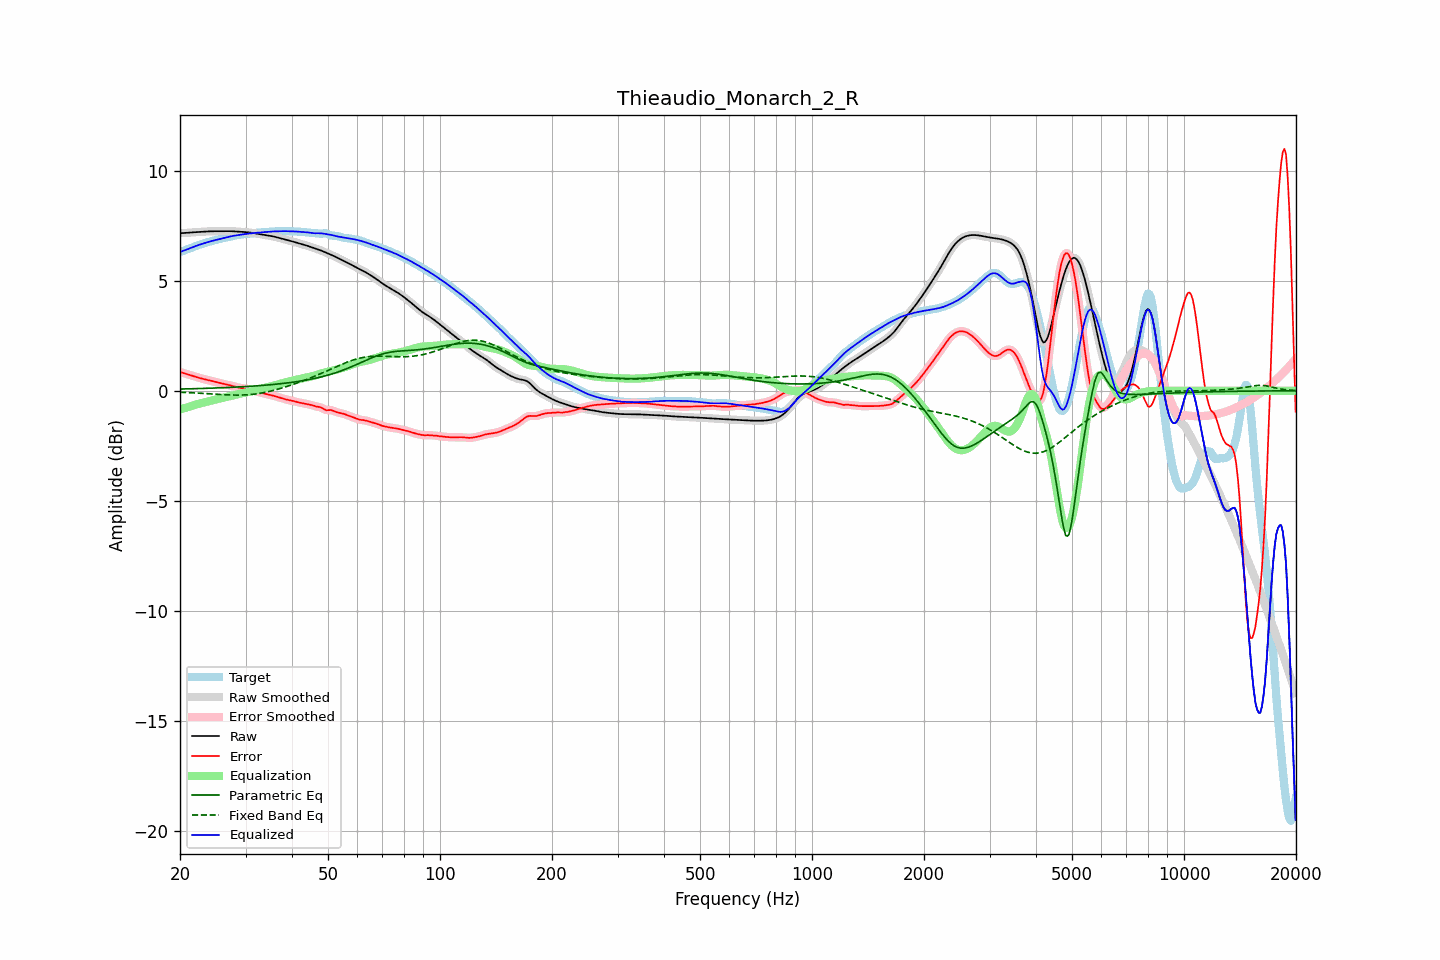 Thieaudio_Monarch_2_R
Amplitude (dBr)
10
5
0
−5
−10
−15
−20
Target
Raw Smoothed
Error Smoothed
Raw
Error
Equalization
Parametric Eq
Fixed Band Eq
Equalized
20 50 100 200 500 1000 2000 5000 10000 20000
Frequency (Hz)